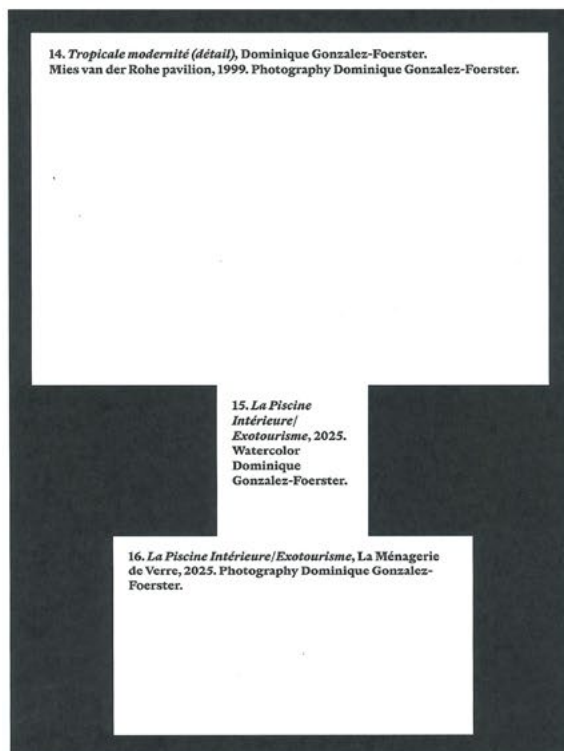 14. Tropicale modernité (détail), Dominique Gonzalez-Foerster.
Mies van der Rohe pavilion, 1999. Photography Dominique Gonzalez-Foerster.
15. La Piscine
Intérieure/
Exotourisme, 2025.
Watercolor
Dominique
Gonzalez-Foerster.
16. La Piscine Intérieure/Exotourisme, La Ménagerie
de Verre, 2025. Photography Dominique Gonzalez-
Foerster.